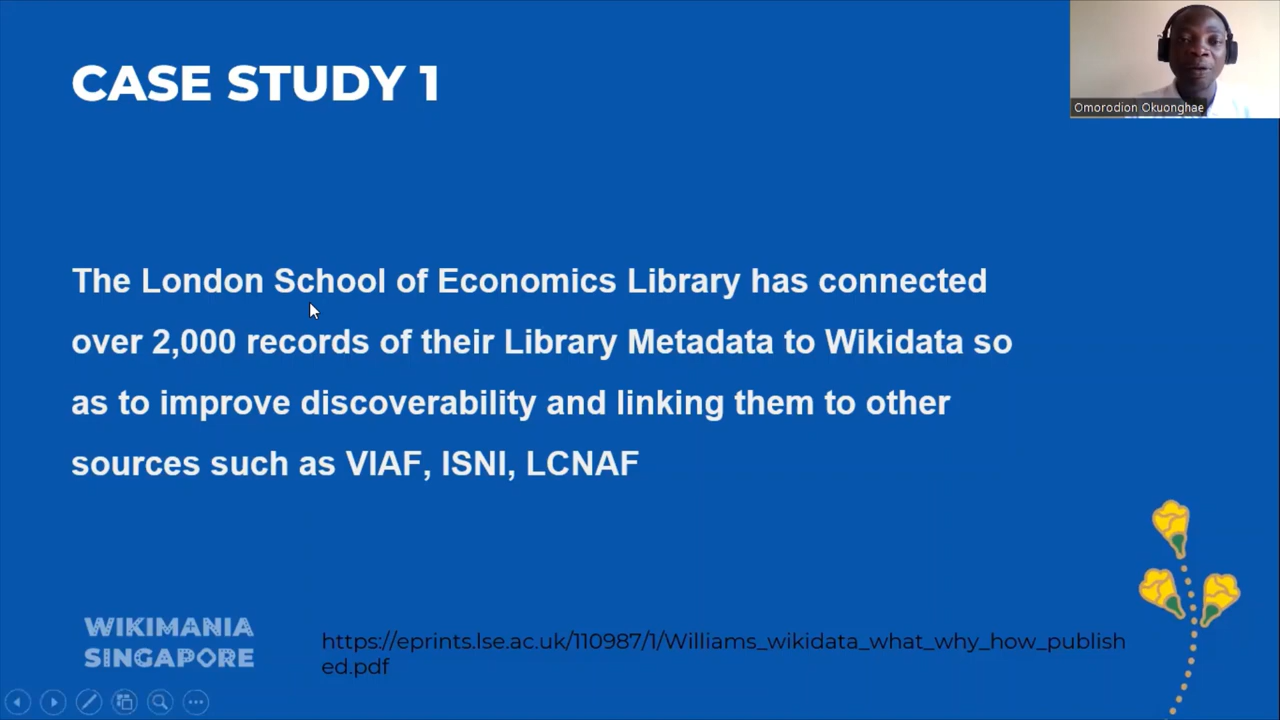 CASE STUDY 1
Omorodion Okuonghae
The London School of Economics Library has connected
over 2,000 records of their Library Metadata to Wikidata so
as to improve discoverability and linking them to other
sources such as VIAF, ISNI, LCNAF
WIKIMANIA
SINGAPORE
https://eprints.lse.ac.uk/110987/1/Williams_wikidata_what_why_how_publish
ed.pdf